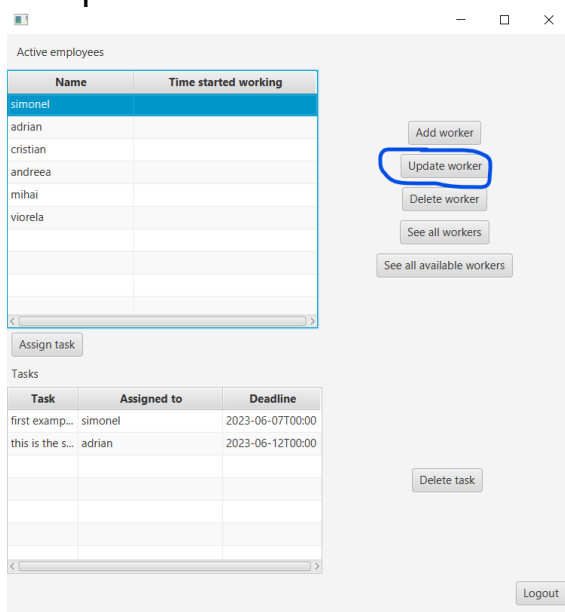 Active employees
Name Time started working
simonel
adrian
cristian
andreea
mihai
viorela
Add worker
Update worker
Delete worker
See all workers
See all available workers
Assign task
Tasks
Task Assigned to Deadline
first examp... simonel 2023-06-07T00:00
this is the s... adrian 2023-06-12T00:00
Delete task
Logout